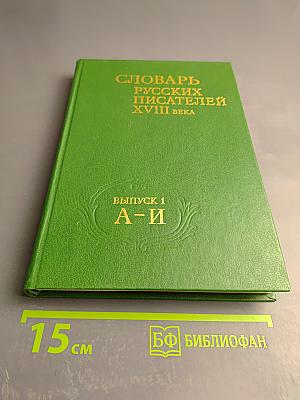 СЛОВАРЬ
РУССКИХ
ПИСАТЕЛЕЙ
XVIII ВЕКА
ВЫПУСК 1
А–И
15 см
БФ БИБЛИОФАН